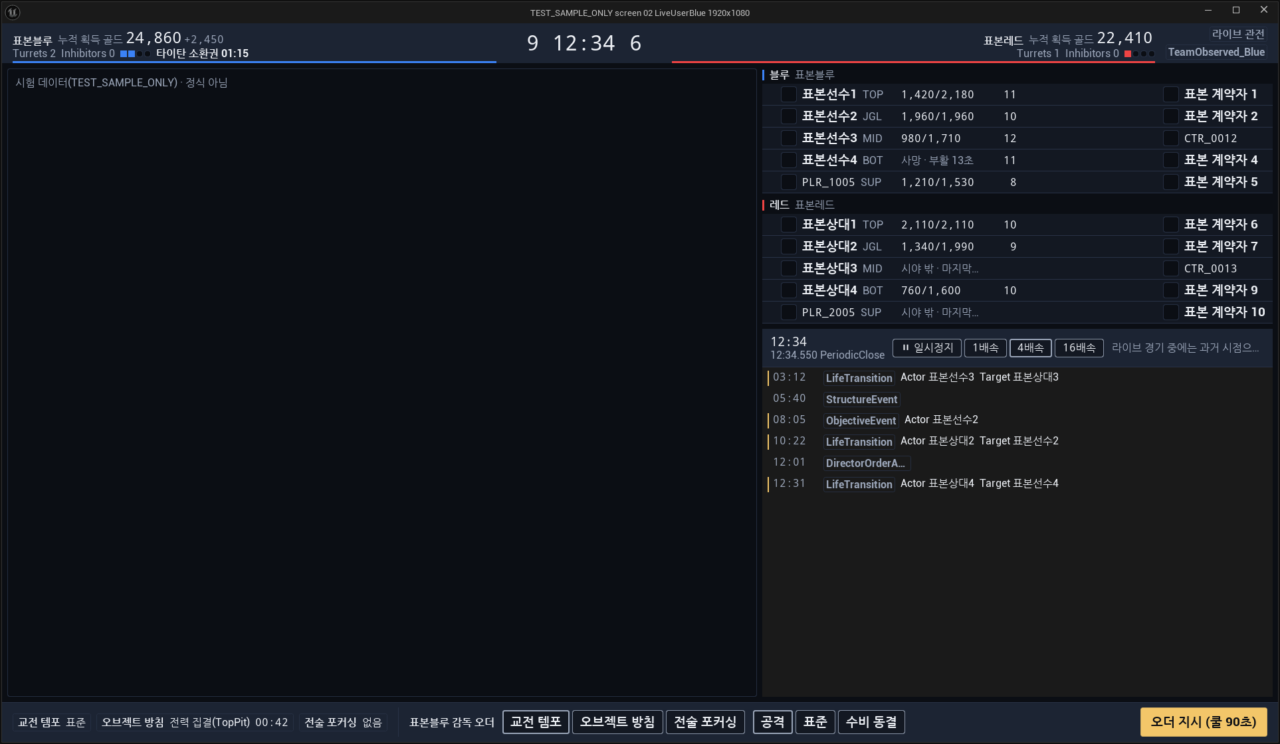 TEST_SAMPLE_ONLY screen 02 LiveUserBlue 1920x1080
표본블루 누적 획득 골드 24,860 +2,450
Turrets 2 Inhibitors 0 타이탄 소환권 01:15
9 12:34 6
표본레드 누적 획득 골드 22,410
Turrets 1 Inhibitors 0
라이브 관전
TeamObserved_Blue
시험 데이터(TEST_SAMPLE_ONLY) · 정식 아님
블루 표본블루
표본선수1 TOP 1,420/2,180 11 표본 계약자 1
표본선수2 JGL 1,960/1,960 10 표본 계약자 2
표본선수3 MID 980/1,710 12 CTR_0012
표본선수4 BOT 사망 · 부활 13초 11 표본 계약자 4
PLR_1005 SUP 1,210/1,530 8 표본 계약자 5
레드 표본레드
표본상대1 TOP 2,110/2,110 10 표본 계약자 6
표본상대2 JGL 1,340/1,990 9 표본 계약자 7
표본상대3 MID 시야 밖 · 마지막... CTR_0013
표본상대4 BOT 760/1,600 10 표본 계약자 9
PLR_2005 SUP 시야 밖 · 마지막... 표본 계약자 10
12:34
12:34.550 PeriodicClose
일시정지 1배속 4배속 16배속 라이브 경기 중에는 과거 시점으...
03:12 LifeTransition Actor 표본선수3 Target 표본상대3
05:40 StructureEvent
08:05 ObjectiveEvent Actor 표본선수2
10:22 LifeTransition Actor 표본상대2 Target 표본선수2
12:01 DirectorOrderA...
12:31 LifeTransition Actor 표본상대4 Target 표본선수4
교전 템포 표준 오브젝트 방침 전력 집결(TopPit) 00:42 전술 포커싱 없음 표본블루 감독 오더 교전 템포 오브젝트 방침 전술 포커싱 공격 표준 수비 동결 오더 지시 (쿨 90초)